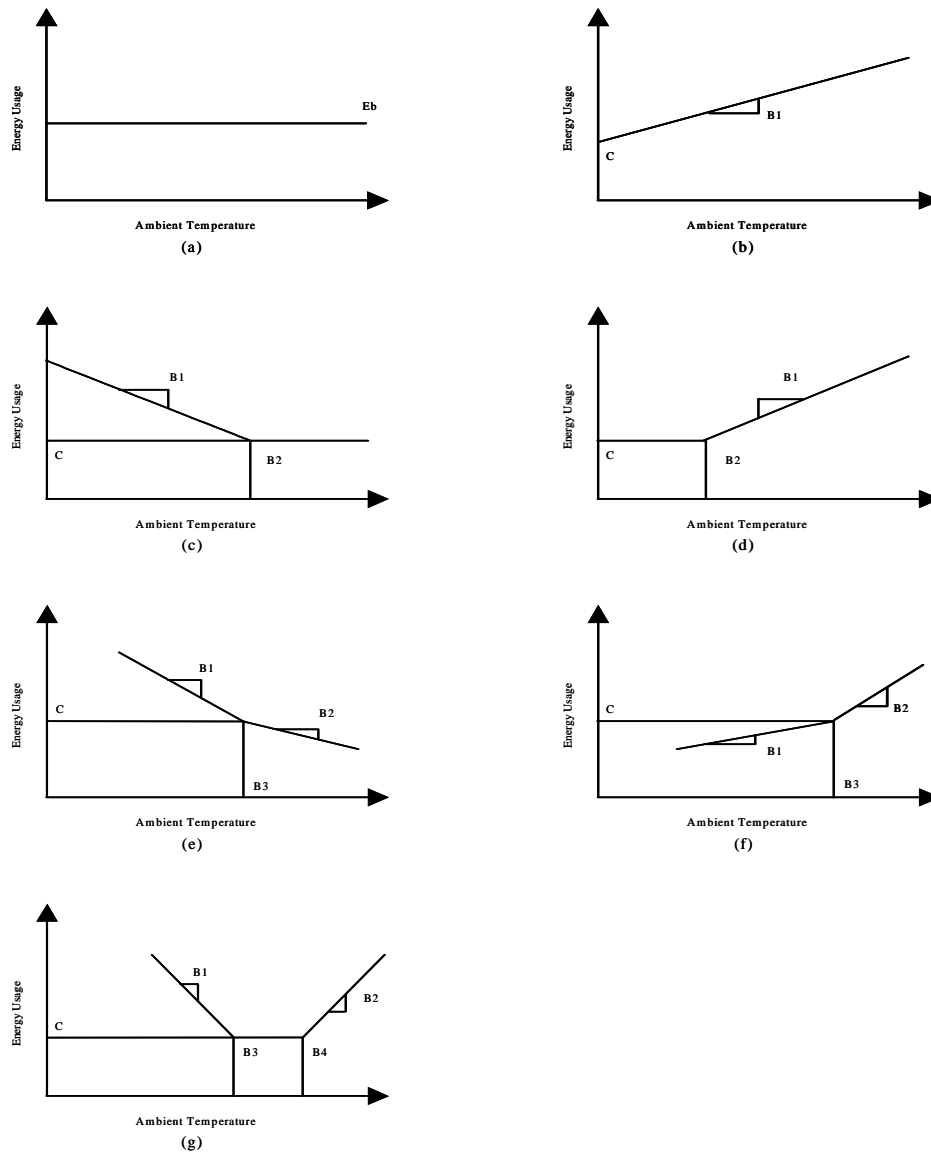 Energy Usage
Eb
Ambient Temperature
(a)
Energy Usage
B1
C
Ambient Temperature
(b)
Energy Usage
B1
C
B2
Ambient Temperature
(c)
Energy Usage
B1
C
B2
Ambient Temperature
(d)
Energy Usage
B1
C
B2
B3
Ambient Temperature
(e)
Energy Usage
C
B2
B1
B3
Ambient Temperature
(f)
Energy Usage
B1
B2
C
B3
B4
Ambient Temperature
(g)